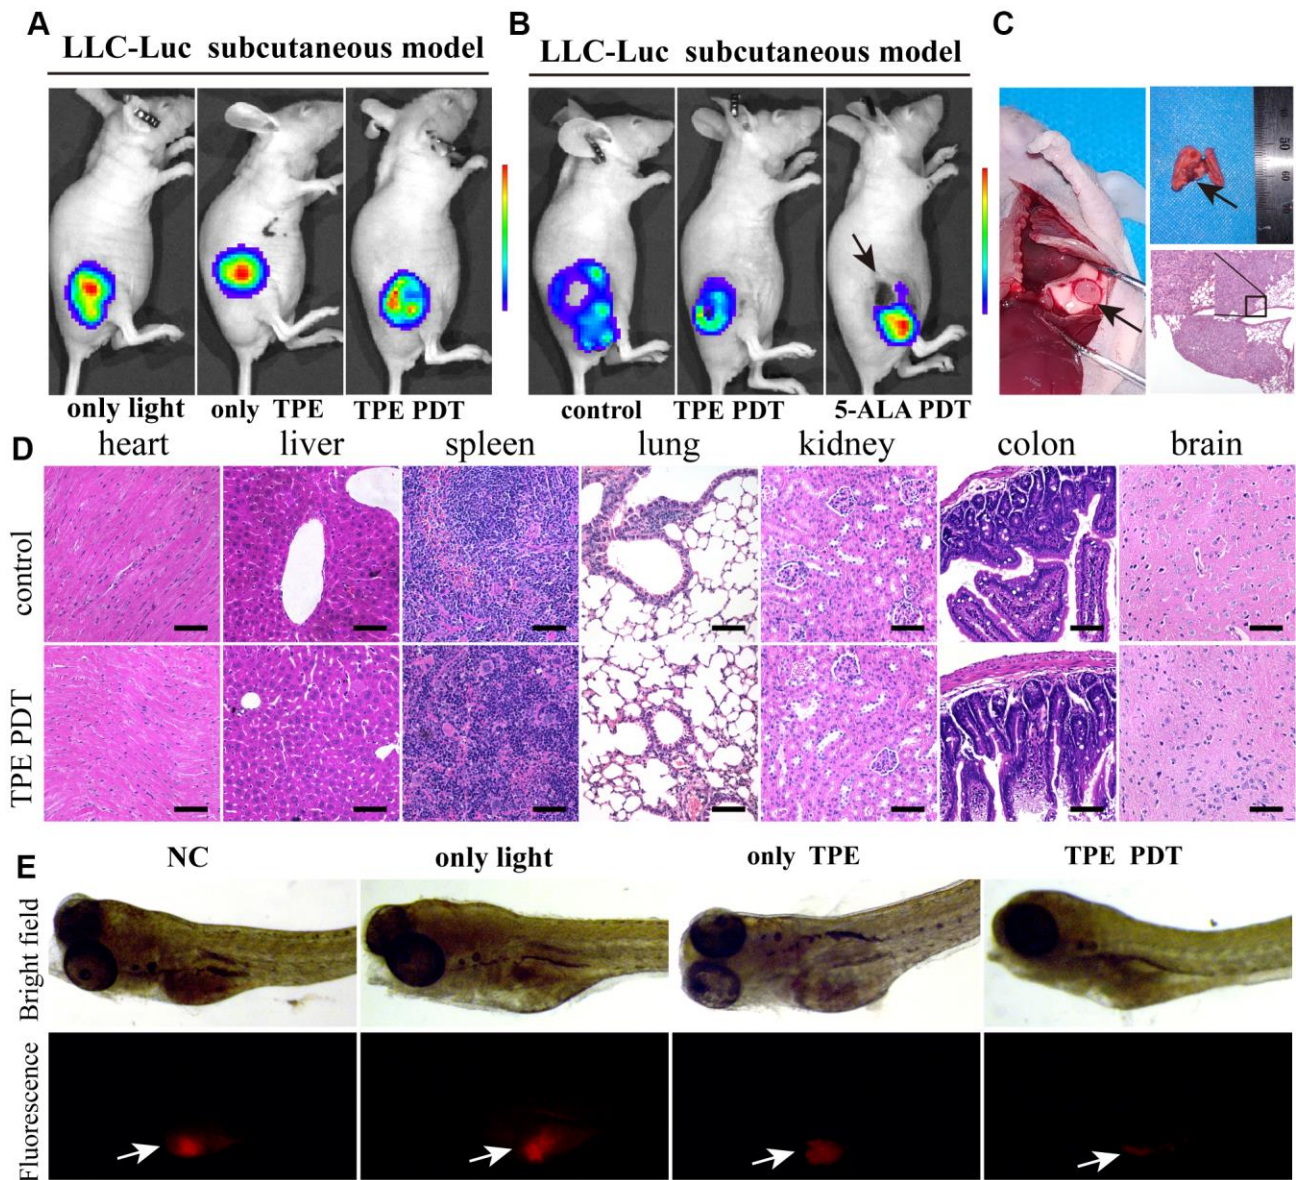 A
LLC-Luc subcutaneous model
only light
only TPE
TPE PDT
B
LLC-Luc subcutaneous model
control
TPE PDT
5-ALA PDT
C
50
60
D
heart
liver
spleen
lung
kidney
colon
brain
control
TPE PDT
E
NC
only light
only TPE
TPE PDT
Bright field
Fluorescence